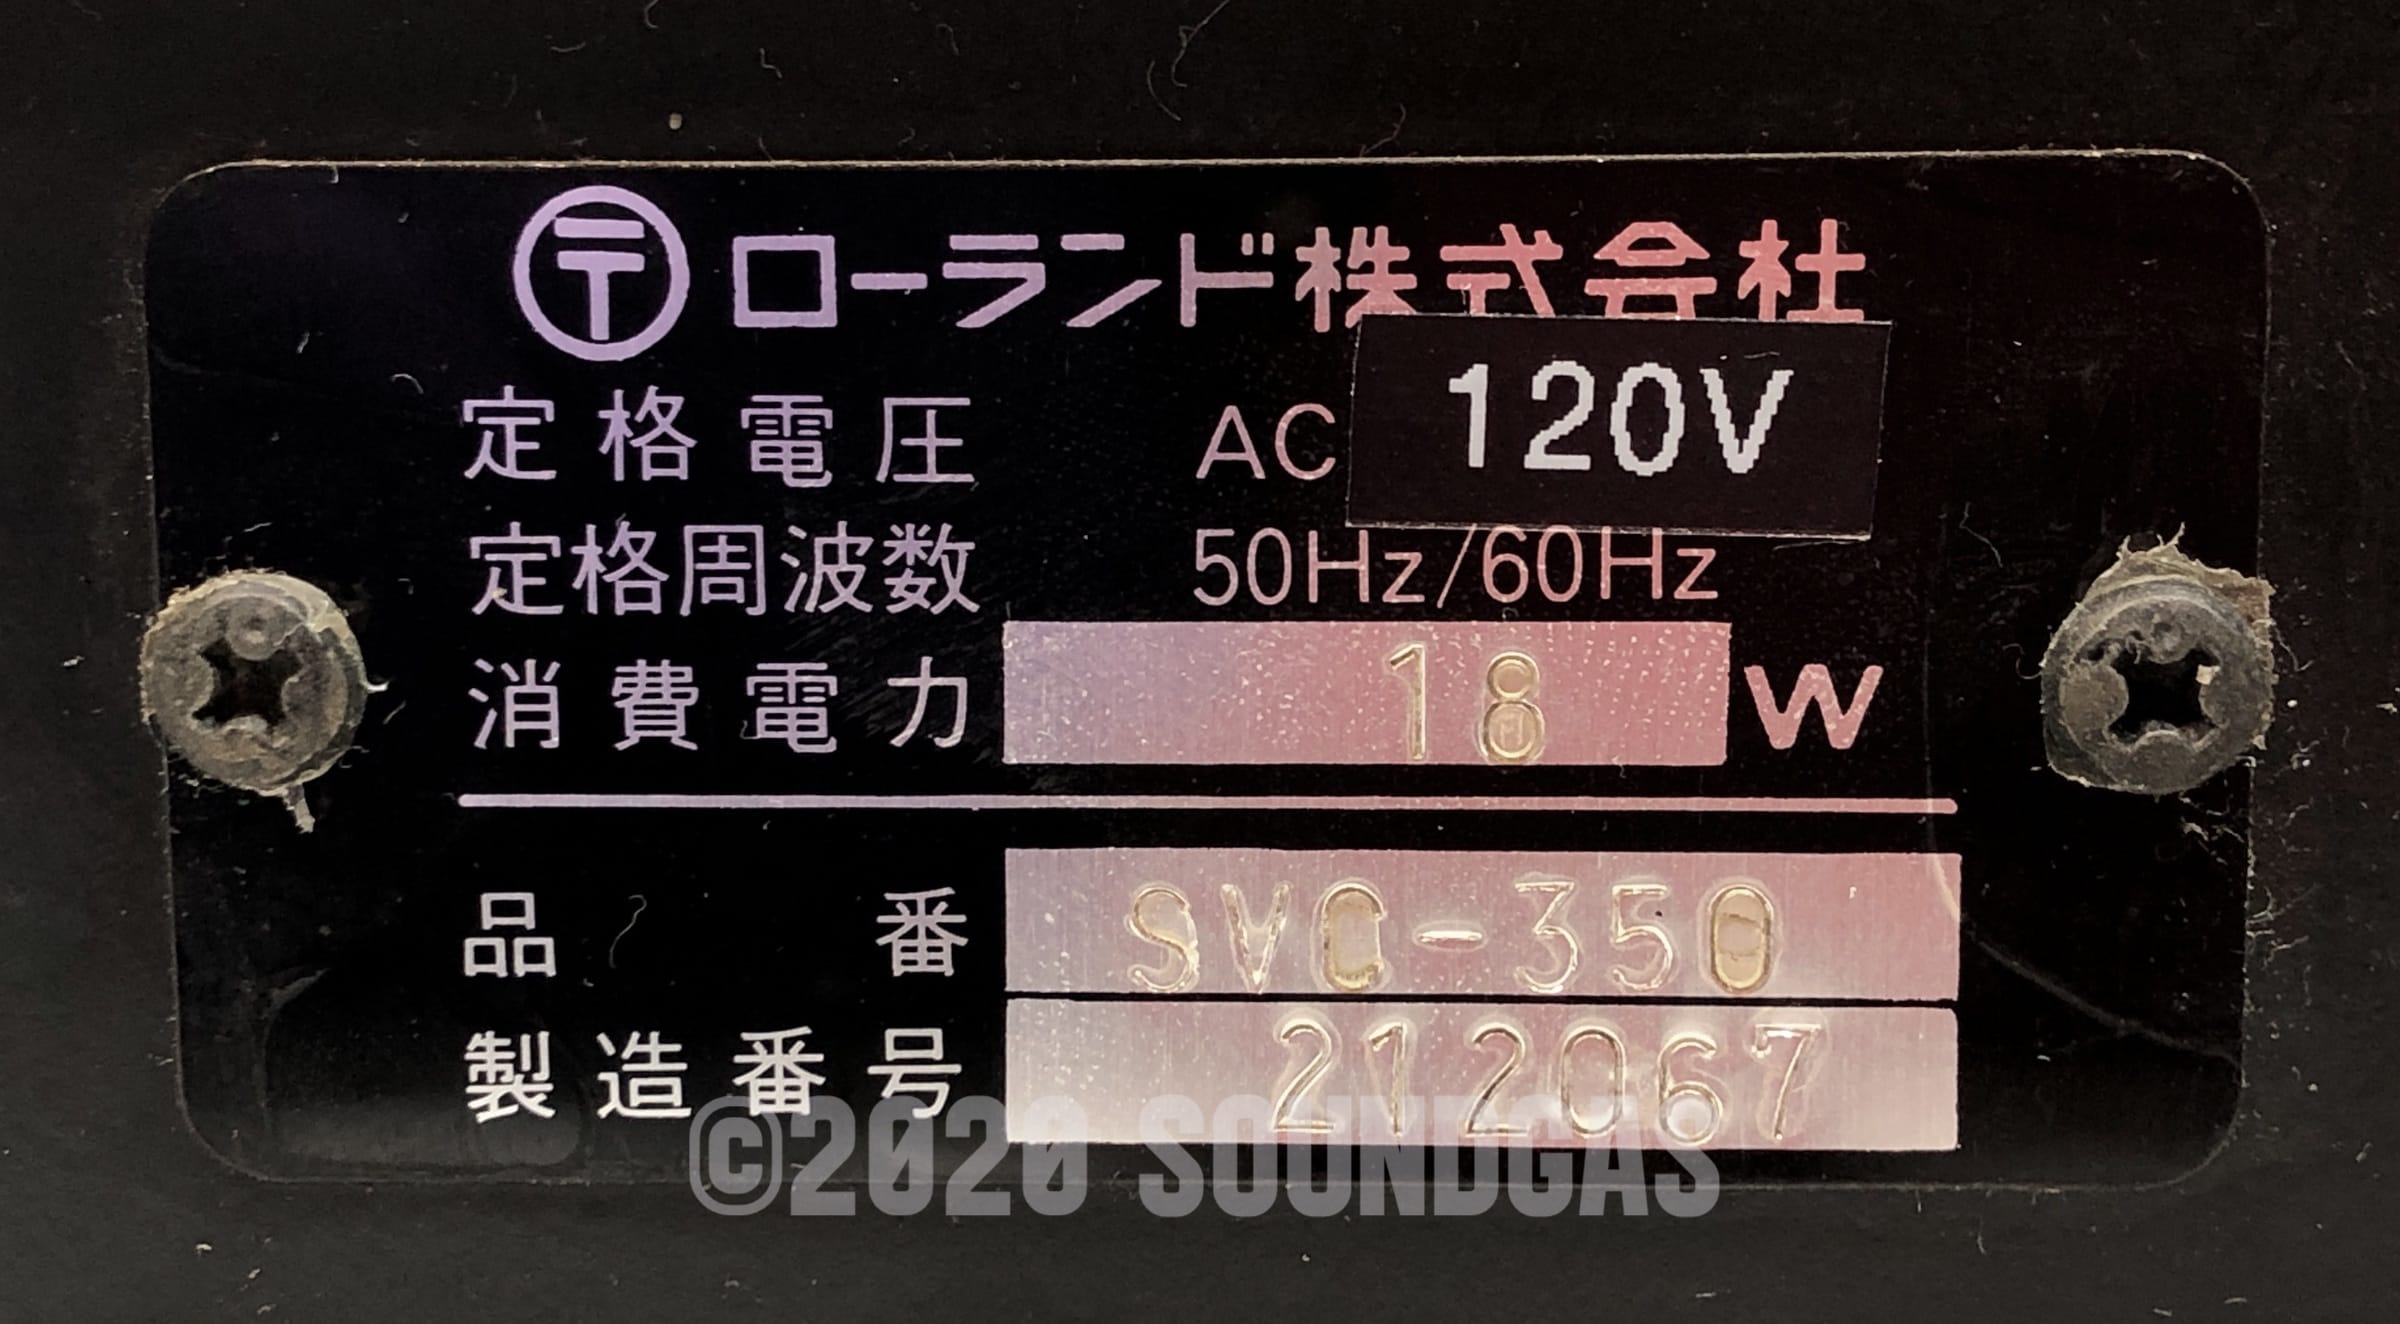 〒 ローランド株式会社
定格電圧 AC 120V
定格周波数 50Hz/60Hz
消費電力 18 W
品番 SVC-350
製造番号 212067
©2020 SOUNDGAS